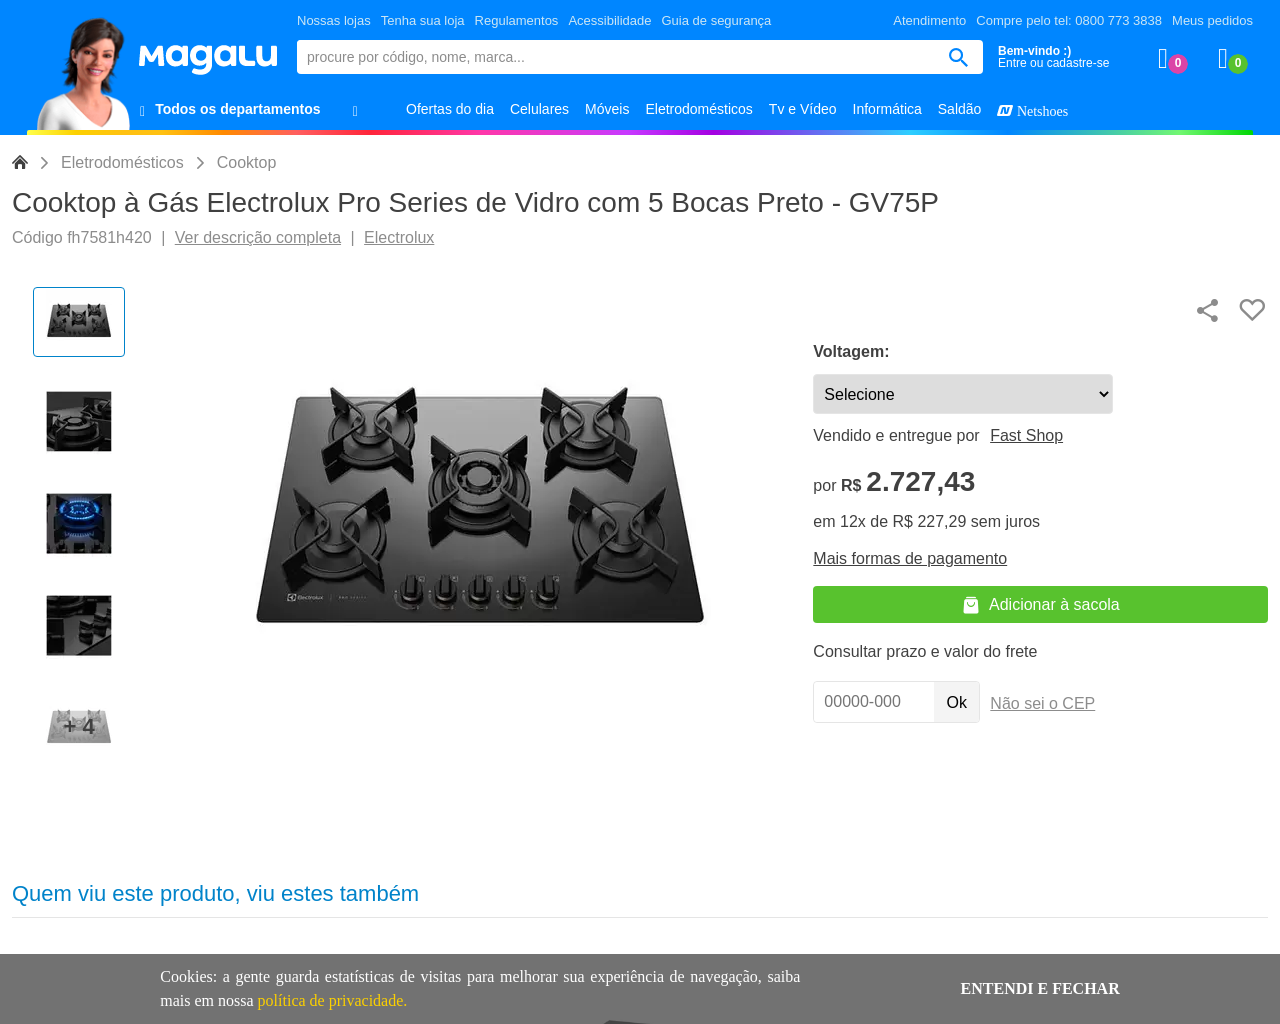 Nossas lojas Tenha sua loja Regulamentos Acessibilidade Guia de segurança Atendimento Compre pelo tel: 0800 773 3838 Meus pedidos
Magalu
procure por código, nome, marca...
Bem-vindo :)
Entre ou cadastre-se
0
0
Todos os departamentos
Ofertas do dia Celulares Móveis Eletrodomésticos Tv e Vídeo Informática Saldão Netshoes
Eletrodomésticos Cooktop
Cooktop à Gás Electrolux Pro Series de Vidro com 5 Bocas Preto - GV75P
Código fh7581h420 | Ver descrição completa | Electrolux
+ 4
Electrolux
PRO SERIES
Voltagem:
Selecione
Vendido e entregue por Fast Shop
por R$ 2.727,43
em 12x de R$ 227,29 sem juros
Mais formas de pagamento
Adicionar à sacola
Consultar prazo e valor do frete
00000-000 Ok Não sei o CEP
Quem viu este produto, viu estes também
Cookies: a gente guarda estatísticas de visitas para melhorar sua experiência de navegação, saiba
mais em nossa política de privacidade.
ENTENDI E FECHAR